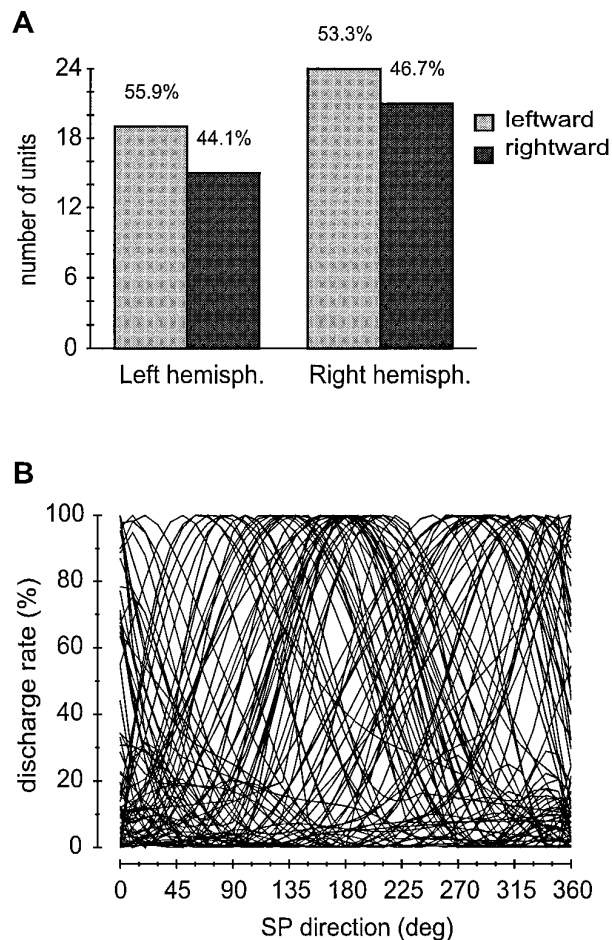 A
53.3%
24
46.7%
55.9%
leftward
18
44.1%
rightward
number of units
12
6
0
Left hemisph. Right hemisph.
B
100
80
60
discharge rate (%)
40
20
0
0 45 90 135 180 225 270 315 360
SP direction (deg)